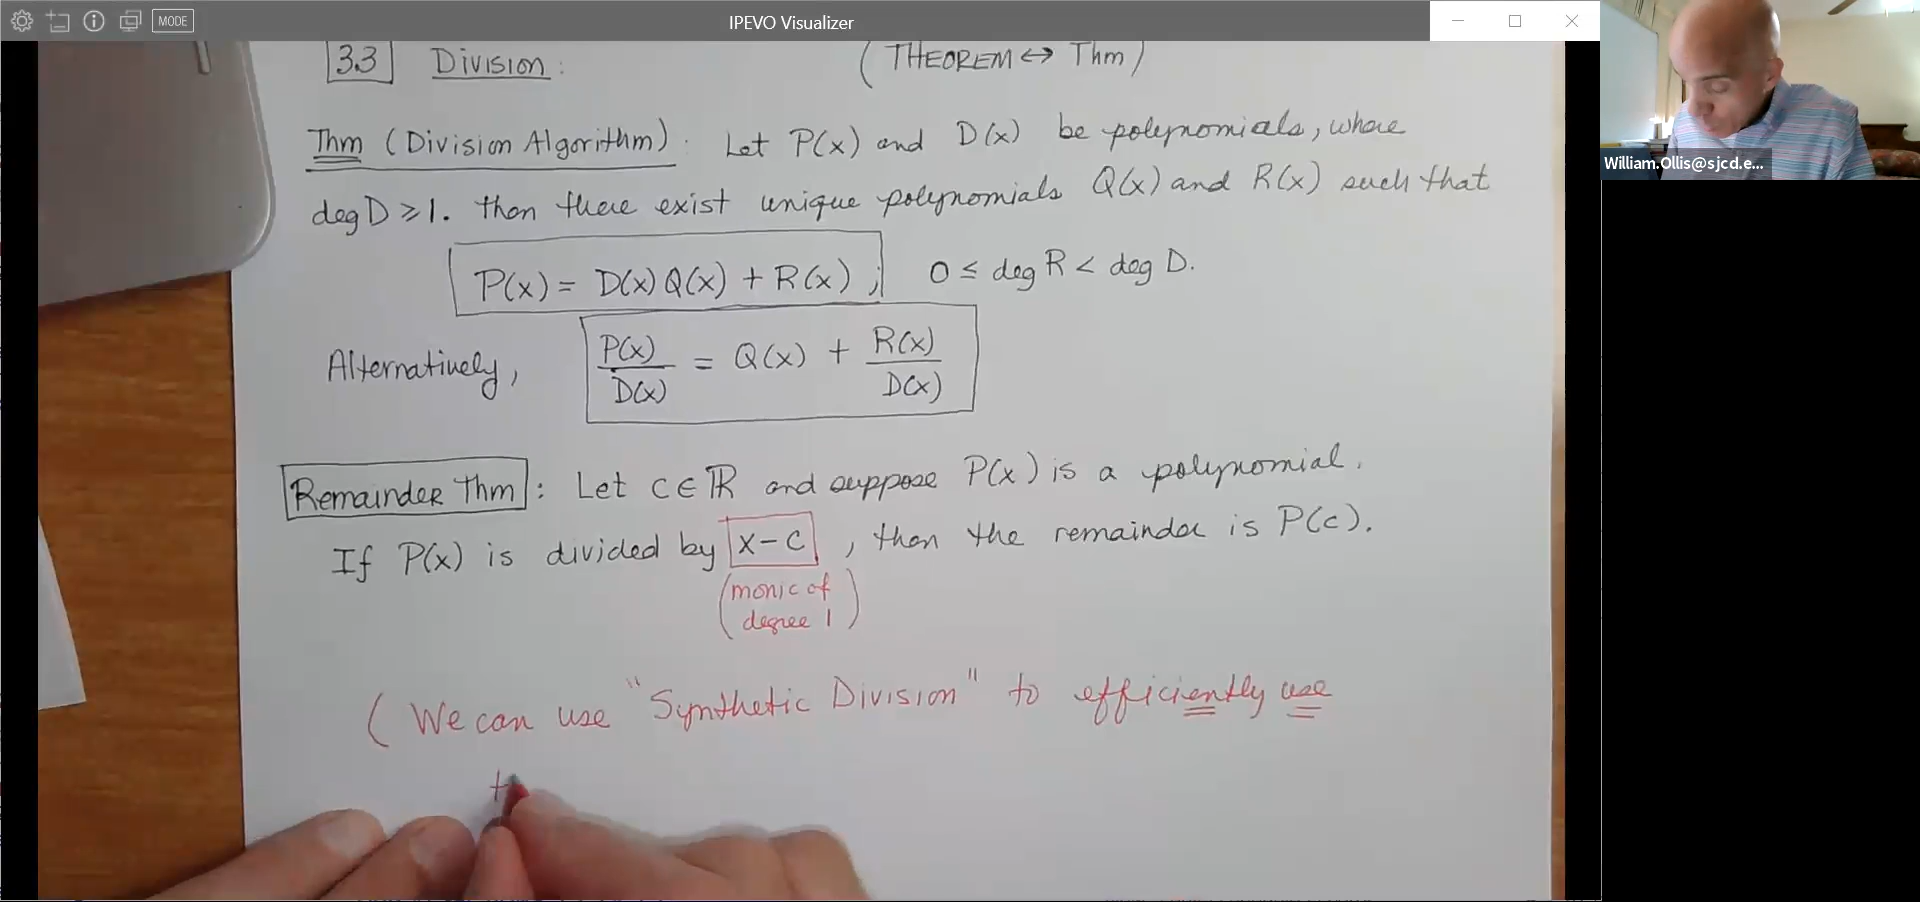 MODE
IPEVO Visualizer
3.3 Division: (THEOREM ↔ Thm)
Thm (Division Algorithm): Let P(x) and D(x) be polynomials, where
deg D ≥ 1. then there exist unique polynomials Q(x) and R(x) such that
P(x) = D(x) Q(x) + R(x) ; 0 ≤ deg R < deg D.
Alternatively, P(x)/D(x) = Q(x) + R(x)/D(x)
Remainder Thm: Let c ∈ ℝ and suppose P(x) is a polynomial.
If P(x) is divided by x-c, then the remainder is P(c).
(monic of
degree 1)
(We can use "Synthetic Division" to efficiently use
William.Ollis@sjcd.e...